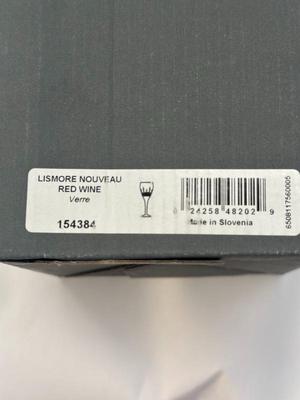 LISMORE NOUVEAU
RED WINE
Verre
154384
24258 48202 9
Made in Slovenia
6508117560005